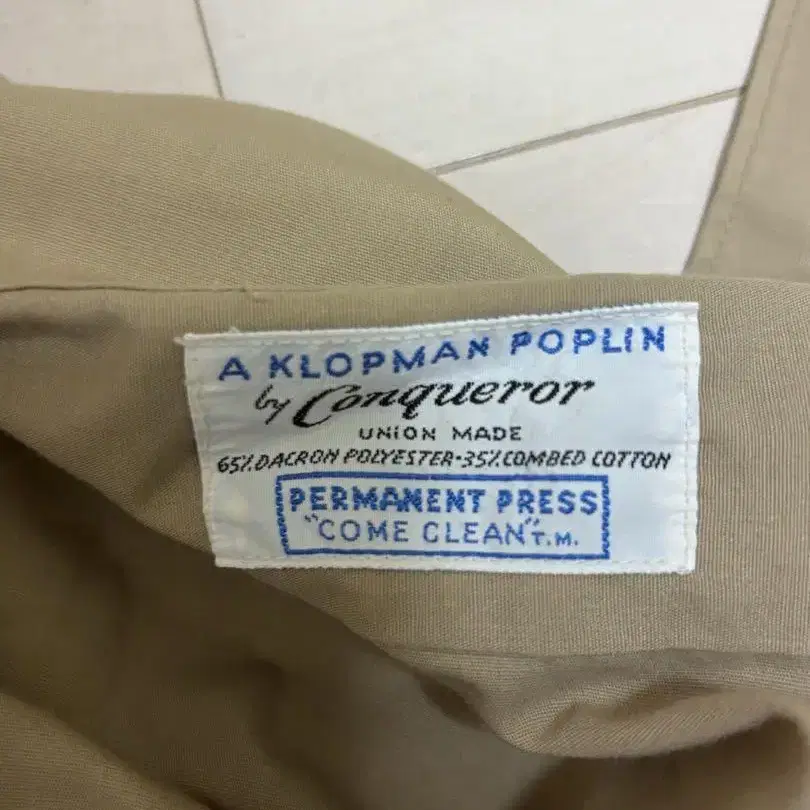 A KLOPMAN POPLIN
by Conqueror
UNION MADE
65% DACRON POLYESTER-35% COMBED COTTON
PERMANENT PRESS
"COME CLEAN" T.M.